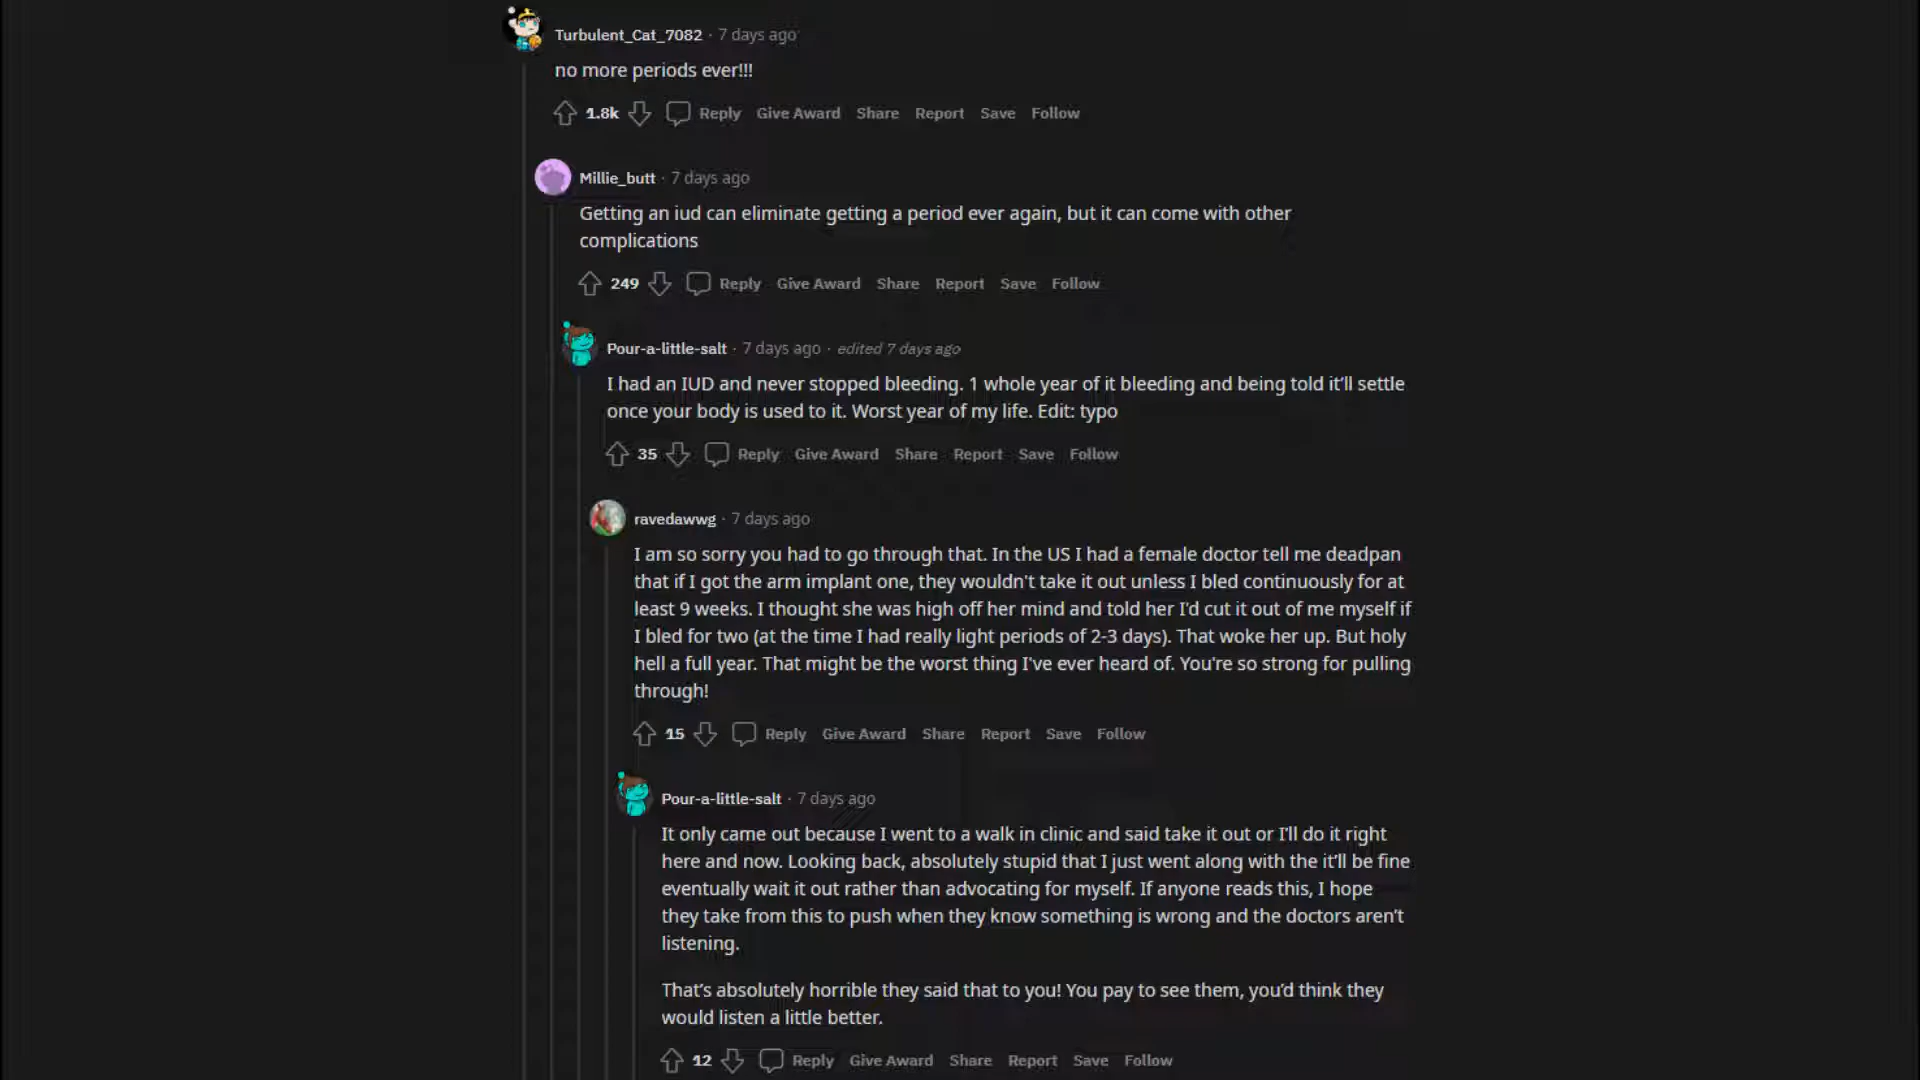 Turbulent_Cat_7082 · 7 days ago
no more periods ever!!!
1.8k Reply Give Award Share Report Save Follow
Millie_butt · 7 days ago
Getting an iud can eliminate getting a period ever again, but it can come with other
complications
249 Reply Give Award Share Report Save Follow
Pour-a-little-salt · 7 days ago · edited 7 days ago
I had an IUD and never stopped bleeding. 1 whole year of it bleeding and being told it'll settle
once your body is used to it. Worst year of my life. Edit: typo
35 Reply Give Award Share Report Save Follow
ravedawwg · 7 days ago
I am so sorry you had to go through that. In the US I had a female doctor tell me deadpan
that if I got the arm implant one, they wouldn't take it out unless I bled continuously for at
least 9 weeks. I thought she was high off her mind and told her I'd cut it out of me myself if
I bled for two (at the time I had really light periods of 2-3 days). That woke her up. But holy
hell a full year. That might be the worst thing I've ever heard of. You're so strong for pulling
through!
15 Reply Give Award Share Report Save Follow
Pour-a-little-salt · 7 days ago
It only came out because I went to a walk in clinic and said take it out or I'll do it right
here and now. Looking back, absolutely stupid that I just went along with the it'll be fine
eventually wait it out rather than advocating for myself. If anyone reads this, I hope
they take from this to push when they know something is wrong and the doctors aren't
listening.
That's absolutely horrible they said that to you! You pay to see them, you'd think they
would listen a little better.
12 Reply Give Award Share Report Save Follow